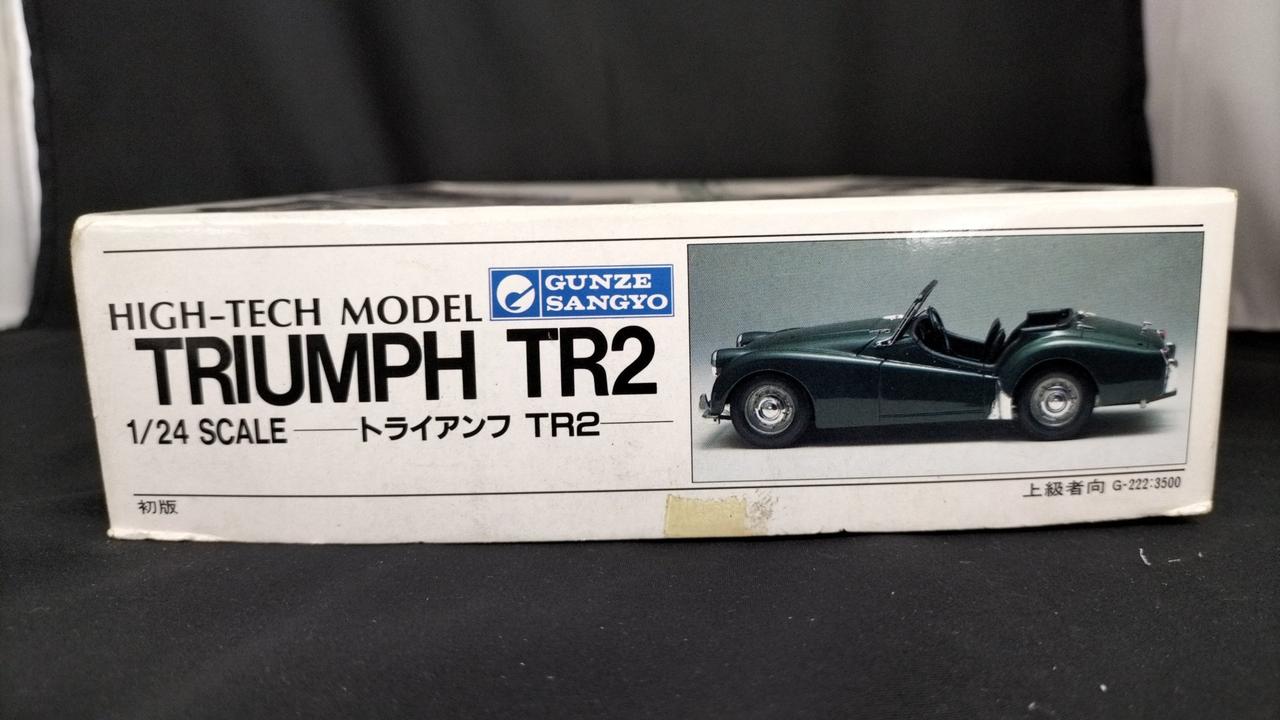 HIGH-TECH MODEL
GUNZE
SANGYO
TRIUMPH TR2
1/24 SCALE トライアンフ TR2
初版
上級者向 G-222:3500